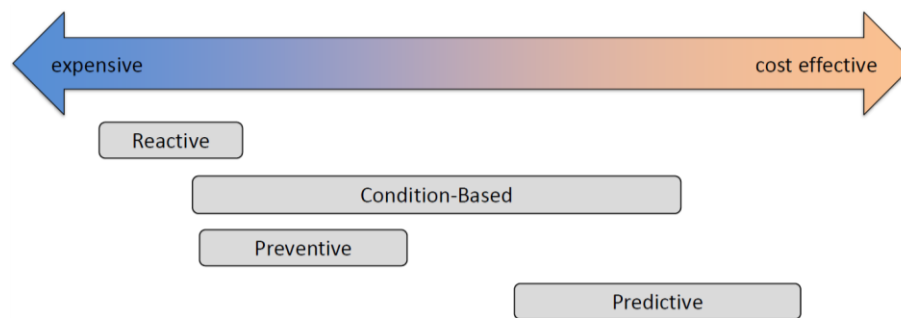 expensive
cost effective
Reactive
Condition-Based
Preventive
Predictive